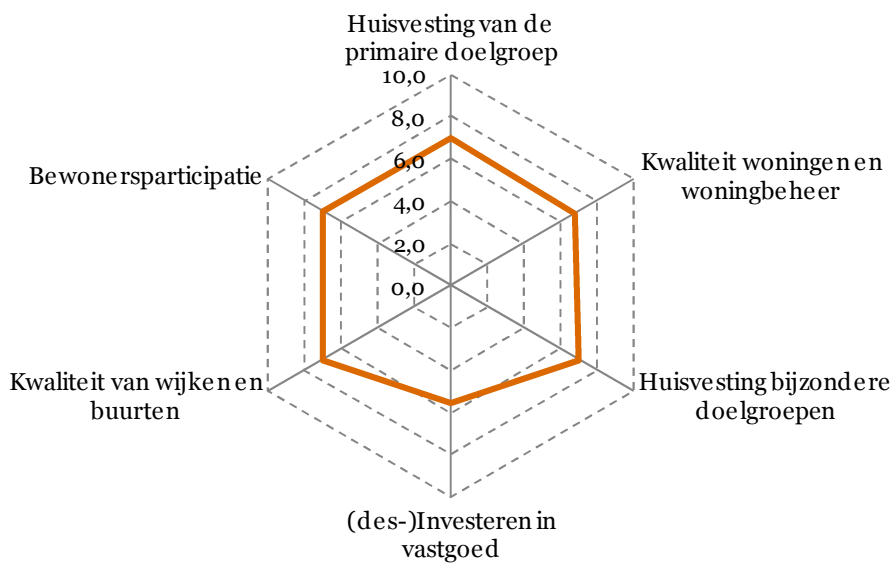 Huisvesting van de
primaire doelgroep
10,0
8,0
6,0
4,0
2,0
0,0
Kwaliteit woningen en
woningbeheer
Huisvesting bijzondere
doelgroepen
(des-)Investeren in
vastgoed
Kwaliteit van wijken en
buurten
Bewonersparticipatie